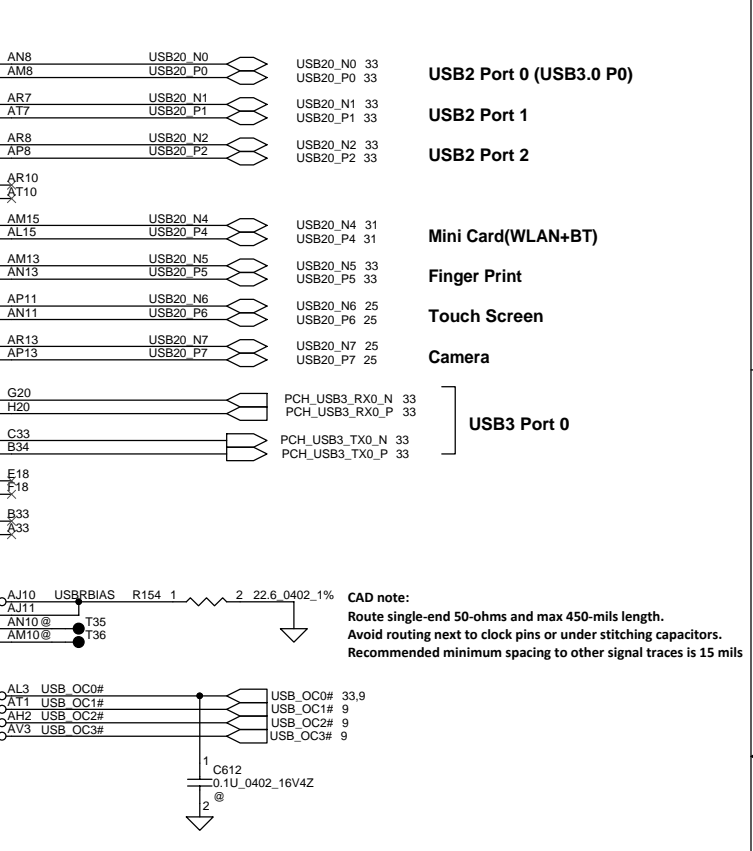 AN8 USB20_N0 USB20_N0 33
AM8 USB20_P0 USB20_P0 33
USB2 Port 0 (USB3.0 P0)
AR7 USB20_N1 USB20_N1 33
AT7 USB20_P1 USB20_P1 33
USB2 Port 1
AR8 USB20_N2 USB20_N2 33
AP8 USB20_P2 USB20_P2 33
USB2 Port 2
AR10
AT10
AM15 USB20_N4 USB20_N4 31
AL15 USB20_P4 USB20_P4 31
Mini Card(WLAN+BT)
AM13 USB20_N5 USB20_N5 33
AN13 USB20_P5 USB20_P5 33
Finger Print
AP11 USB20_N6 USB20_N6 25
AN11 USB20_P6 USB20_P6 25
Touch Screen
AR13 USB20_N7 USB20_N7 25
AP13 USB20_P7 USB20_P7 25
Camera
G20 PCH_USB3_RX0_N 33
H20 PCH_USB3_RX0_P 33
USB3 Port 0
C33 PCH_USB3_TX0_N 33
B34 PCH_USB3_TX0_P 33
E18
F18
B33
A33
AJ10 USBRBIAS R154 1 2 22.6_0402_1%
AJ11
AN10 @ T35
AM10 @ T36
CAD note:
Route single-end 50-ohms and max 450-mils length.
Avoid routing next to clock pins or under stitching capacitors.
Recommended minimum spacing to other signal traces is 15 mils
AL3 USB_OC0# USB_OC0# 33,9
AT1 USB_OC1# USB_OC1# 9
AH2 USB_OC2# USB_OC2# 9
AV3 USB_OC3# USB_OC3# 9
1
C612
0.1U_0402_16V4Z
@
2